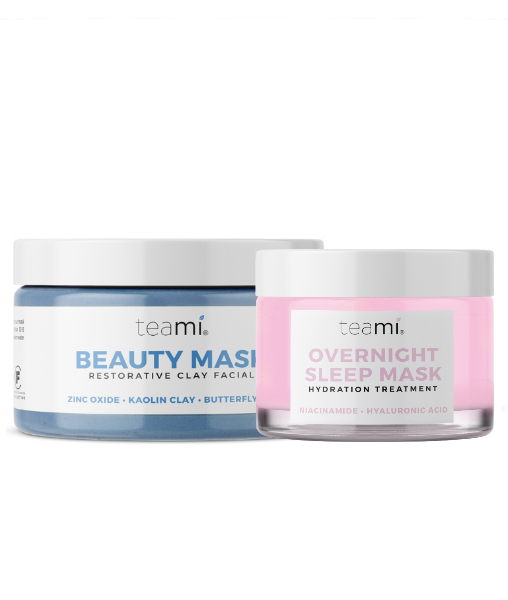 teami®
BEAUTY MASK
RESTORATIVE CLAY FACIAL
ZINC OXIDE • KAOLIN CLAY • BUTTERFLY
teami®
OVERNIGHT
SLEEP MASK
HYDRATION TREATMENT
NIACINAMIDE • HYALURONIC ACID